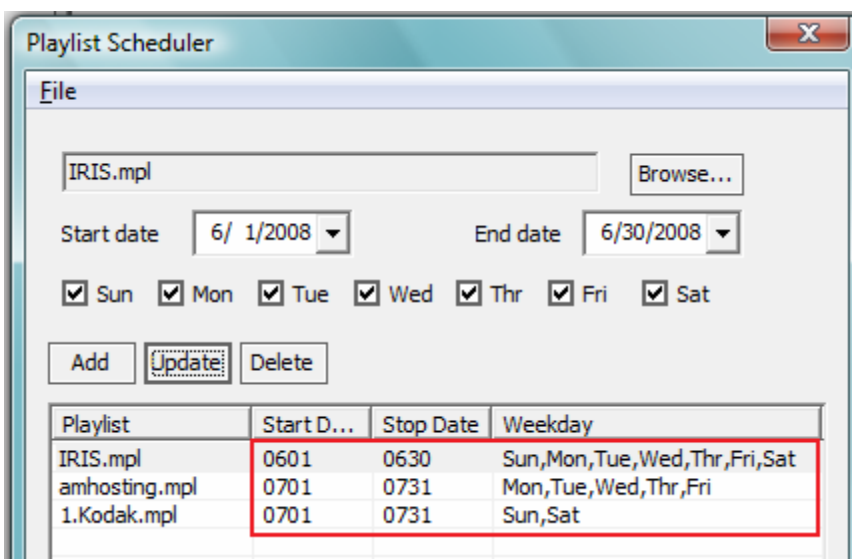 Playlist Scheduler
File
IRIS.mpl Browse...
Start date 6/ 1/2008 End date 6/30/2008
Sun Mon Tue Wed Thr Fri Sat
Add Update Delete
Playlist Start D... Stop Date Weekday
IRIS.mpl 0601 0630 Sun,Mon,Tue,Wed,Thr,Fri,Sat
amhosting.mpl 0701 0731 Mon,Tue,Wed,Thr,Fri
1.Kodak.mpl 0701 0731 Sun,Sat